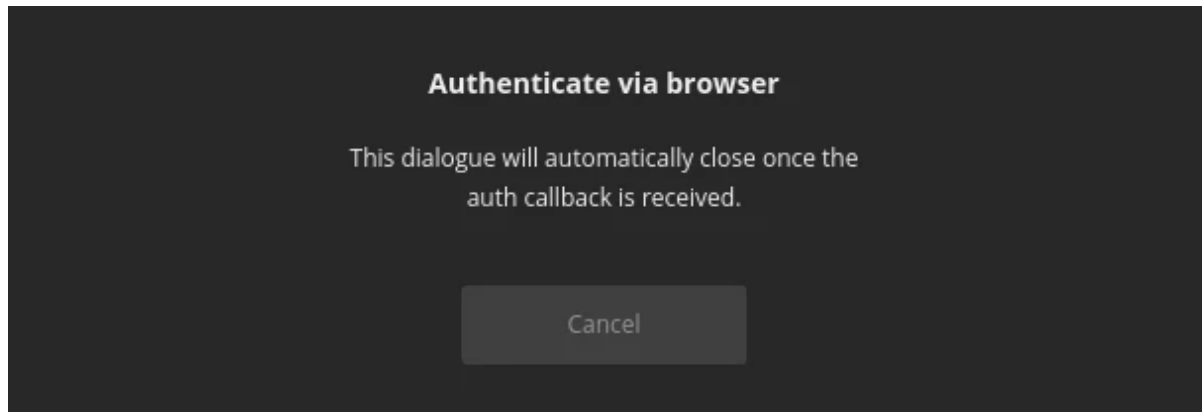 Authenticate via browser
This dialogue will automatically close once the
auth callback is received.
Cancel